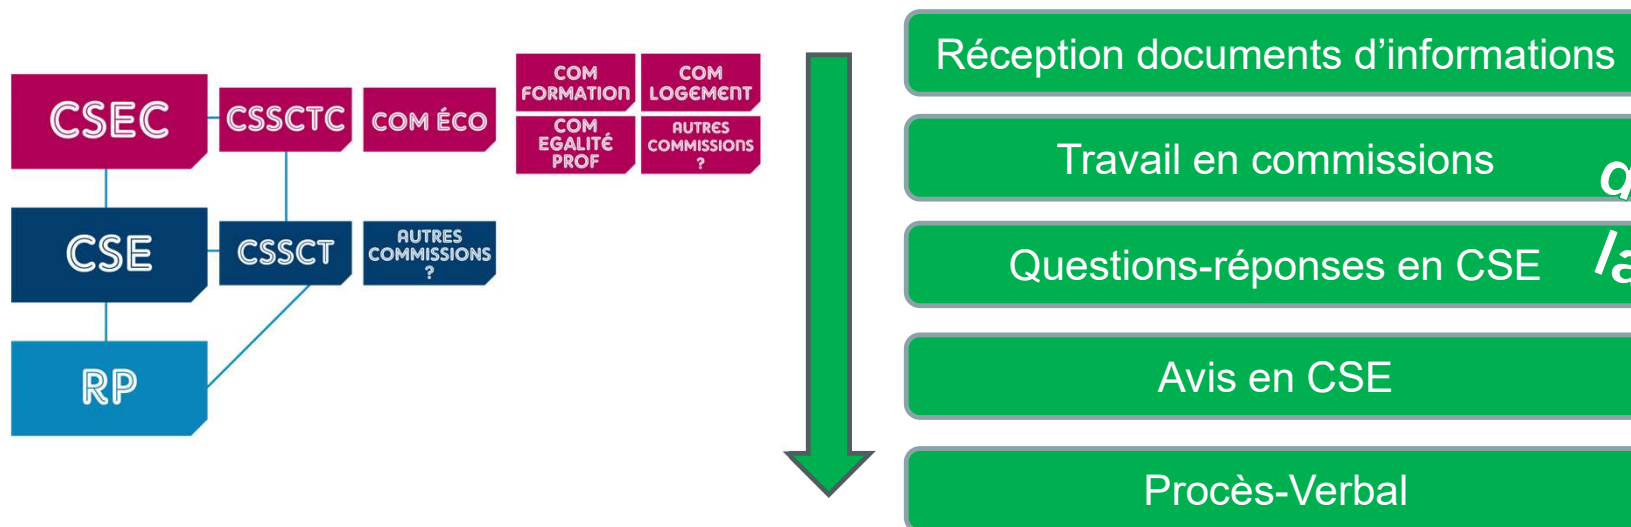 CSEC
CSSCTC
COM ÉCO
COM
FORMATION
COM
LOGEMENT
COM
EGALITÉ
PROF
AUTRES
COMMISSIONS
?
CSE
CSSCT
AUTRES
COMMISSIONS
?
RP
Réception documents d’informations
Travail en commissions
Questions-réponses en CSE
la
Avis en CSE
Procès-Verbal